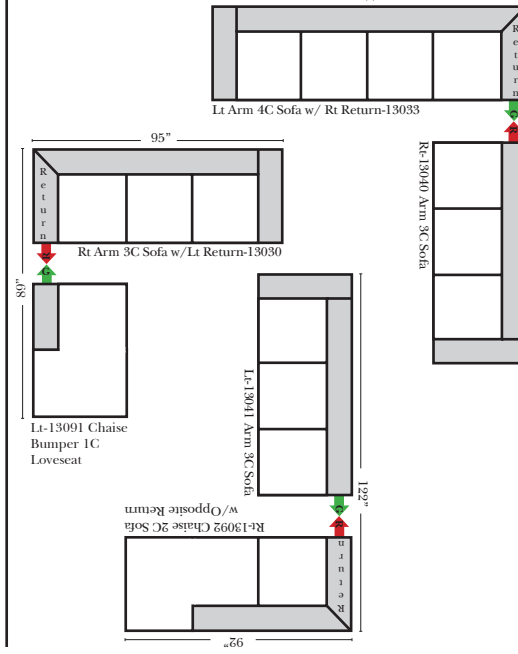 Return
Lt Arm 4C Sofa w/ Rt Return-13033
G
R
95”
Return
Rt-13040 Arm 3C Sofa
Rt Arm 3C Sofa w/Lt Return-13030
R
G
98”
Lt-13091 Chaise
Bumper 1C
Loveseat
Lt-13041 Arm 3C Sofa
122”
G
R
Rt-13092 Chaise 2C Sofa
w/Opposite Return
Return
92”